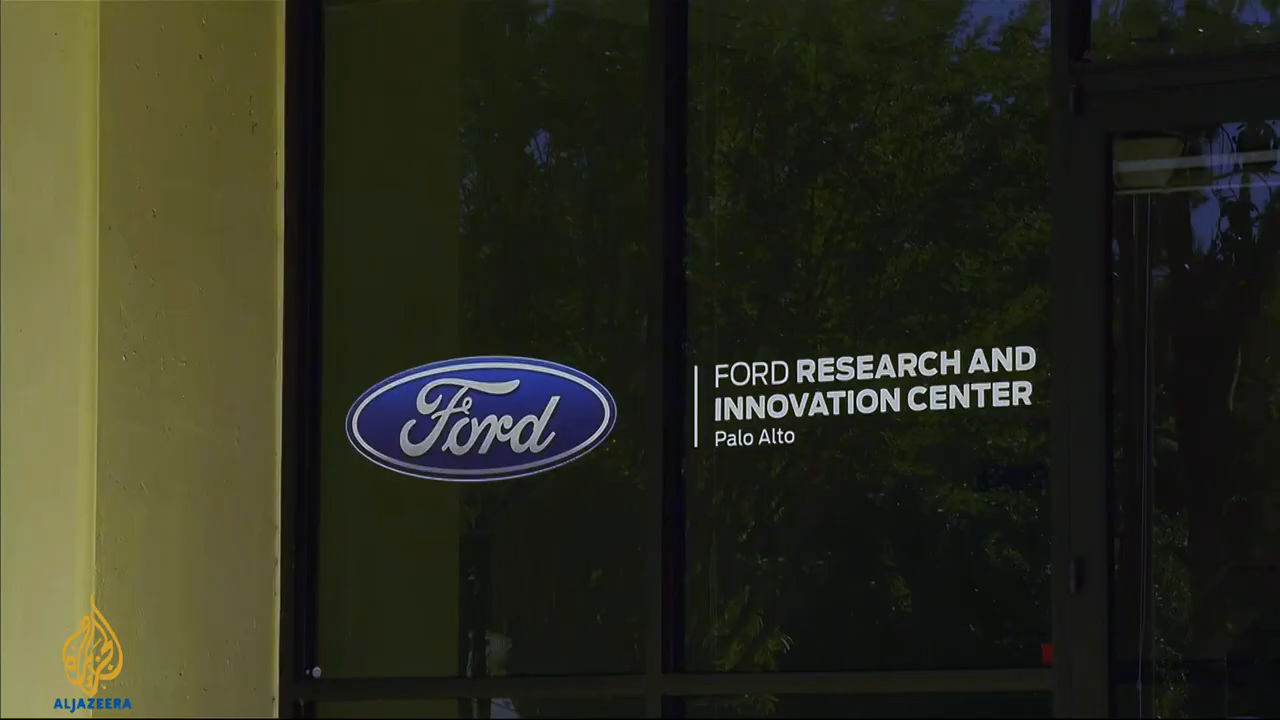 Ford
FORD RESEARCH AND
INNOVATION CENTER
Palo Alto
ALJAZEERA